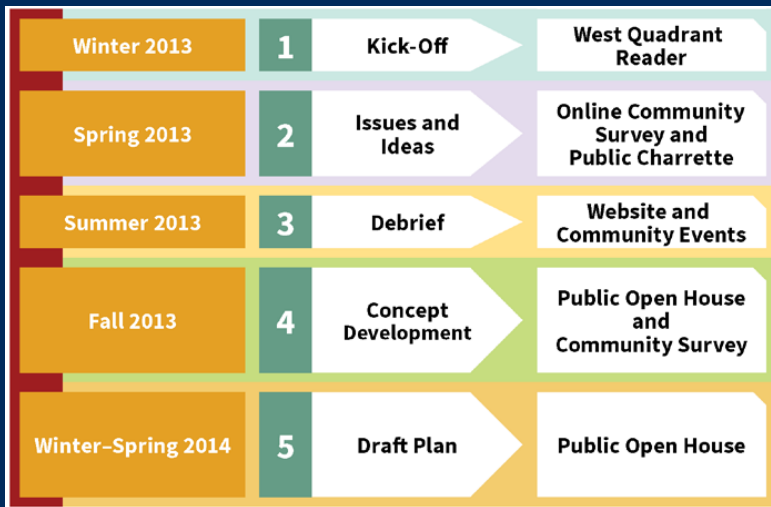 Winter 2013
1
Kick-Off
West Quadrant
Reader
Spring 2013
2
Issues and
Ideas
Online Community
Survey and
Public Charrette
Summer 2013
3
Debrief
Website and
Community Events
Fall 2013
4
Concept
Development
Public Open House
and
Community Survey
Winter–Spring 2014
5
Draft Plan
Public Open House